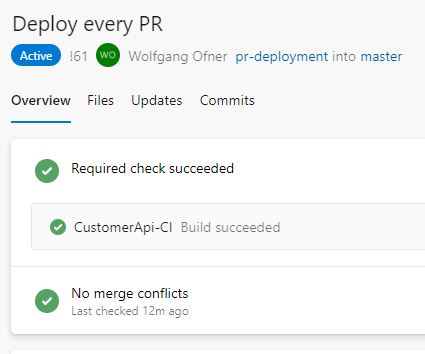 Deploy every PR
Active !61 WO Wolfgang Ofner pr-deployment into master
Overview Files Updates Commits
Required check succeeded
CustomerApi-CI Build succeeded
No merge conflicts
Last checked 12m ago